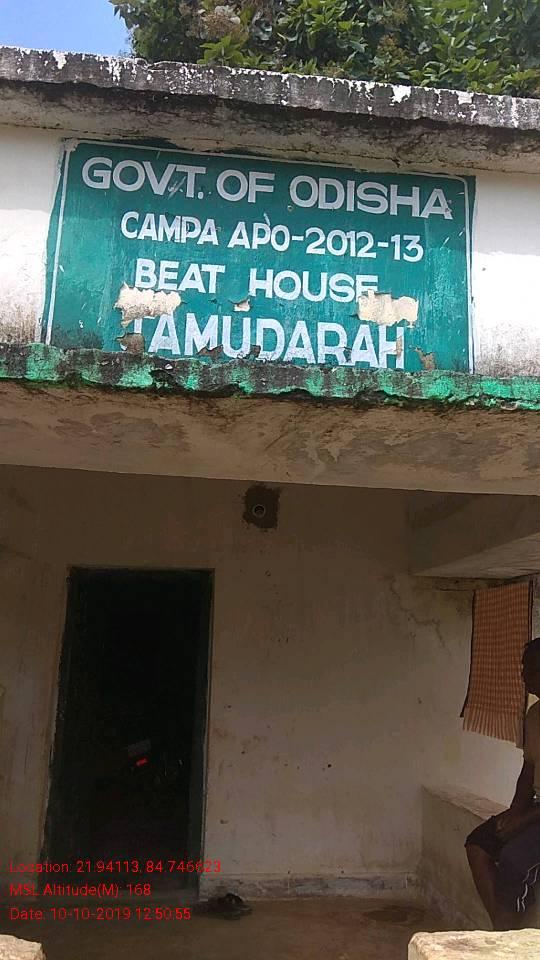 GOVT. OF ODISHA
CAMPA APO-2012-13
BEAT HOUSE
TAMUDARAH
Location: 21.94113, 84.746623
MSL Altitude(M): 168
Date: 10-10-2019 12:50:55